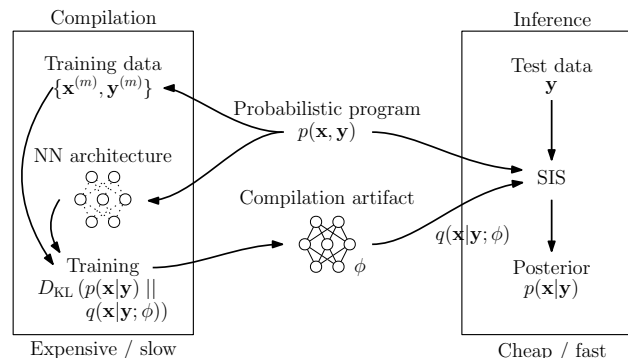 Compilation
Training data
{x^(m), y^(m)}
NN architecture
Training
D_KL (p(x|y) ||
q(x|y; ϕ))
Expensive / slow
Probabilistic program
p(x, y)
Compilation artifact
ϕ
q(x|y; ϕ)
Inference
Test data
y
SIS
Posterior
p(x|y)
Cheap / fast